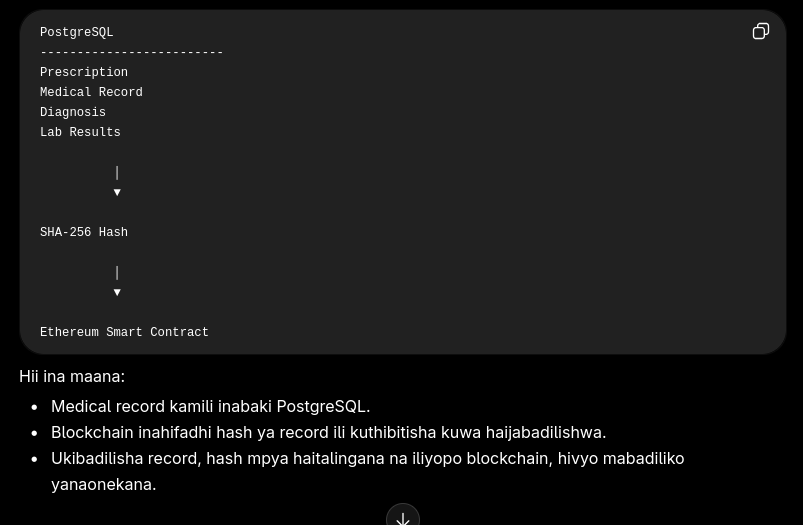 PostgreSQL
-------------------------
Prescription
Medical Record
Diagnosis
Lab Results
│
▼
SHA-256 Hash
│
▼
Ethereum Smart Contract
Hii ina maana:
• Medical record kamili inabaki PostgreSQL.
• Blockchain inahifadhi hash ya record ili kuthibitisha kuwa haijabadilishwa.
• Ukibadilisha record, hash mpya haitalingana na iliyopo blockchain, hivyo mabadiliko
yanaonekana.